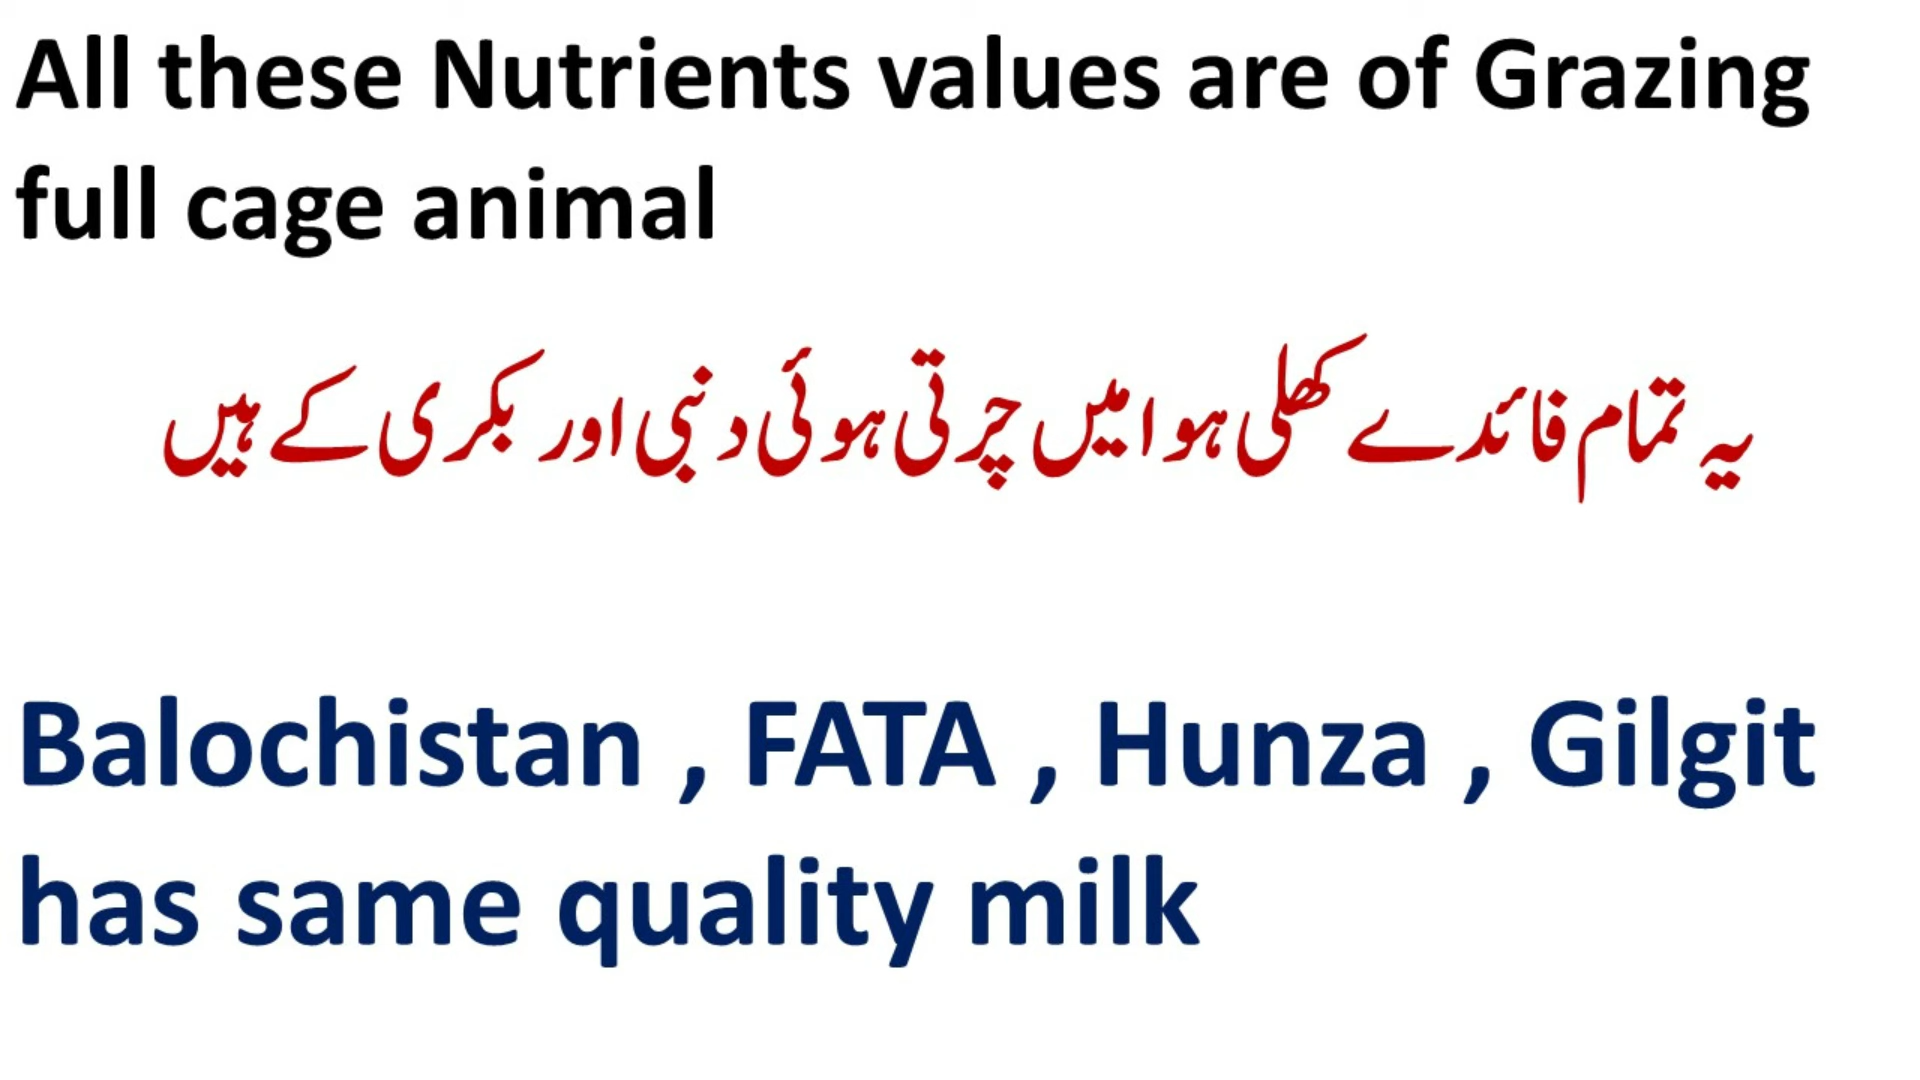 All these Nutrients values are of Grazing
full cage animal
یہ تمام فائدے کھلی ہوا میں چرتی ہوئی دنبی اور بکری کے ہیں
Balochistan , FATA , Hunza , Gilgit
has same quality milk